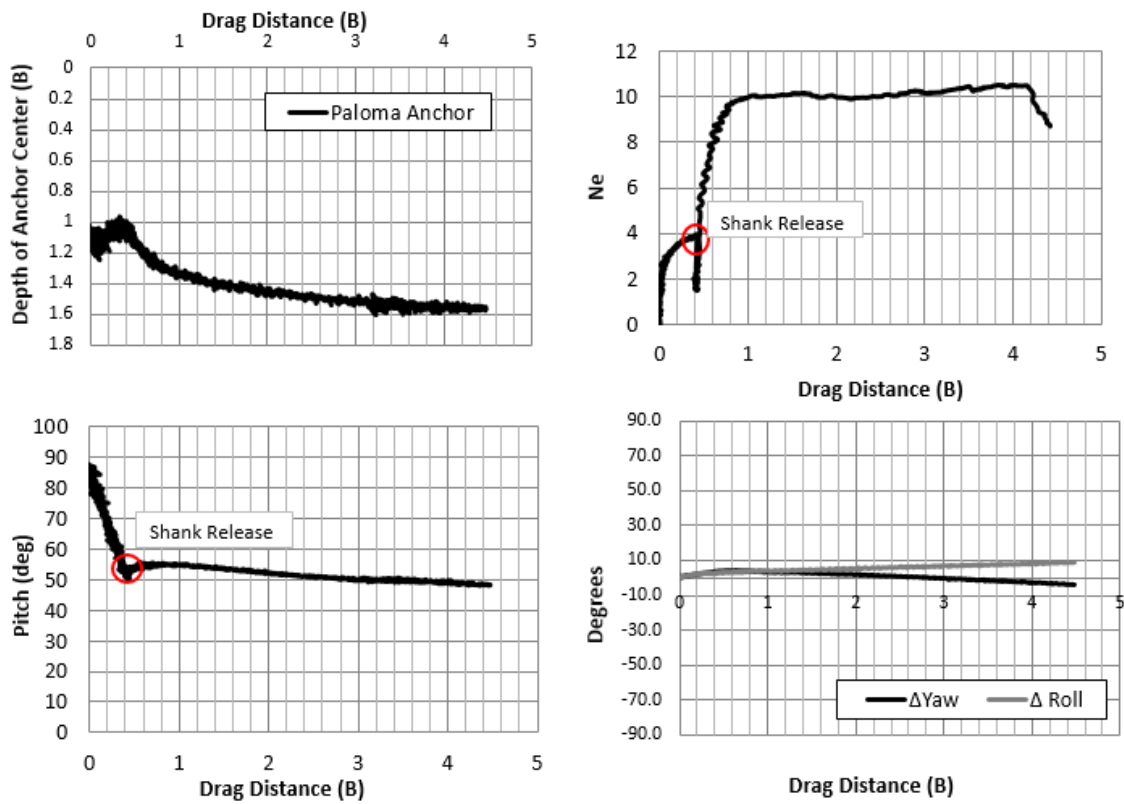 Drag Distance (B)
0 1 2 3 4 5
Depth of Anchor Center (B)
0
0.2
0.4
0.6
0.8
1
1.2
1.4
1.6
1.8
Paloma Anchor
Ne
12
10
8
6
4
2
0
Shank Release
0 1 2 3 4 5
Drag Distance (B)
Pitch (deg)
100
90
80
70
60
50
40
30
20
10
0
Shank Release
0 1 2 3 4 5
Drag Distance (B)
Degrees
90.0
70.0
50.0
30.0
10.0
-10.0
-30.0
-50.0
-70.0
-90.0
0 1 2 3 4 5
ΔYaw Δ Roll
Drag Distance (B)